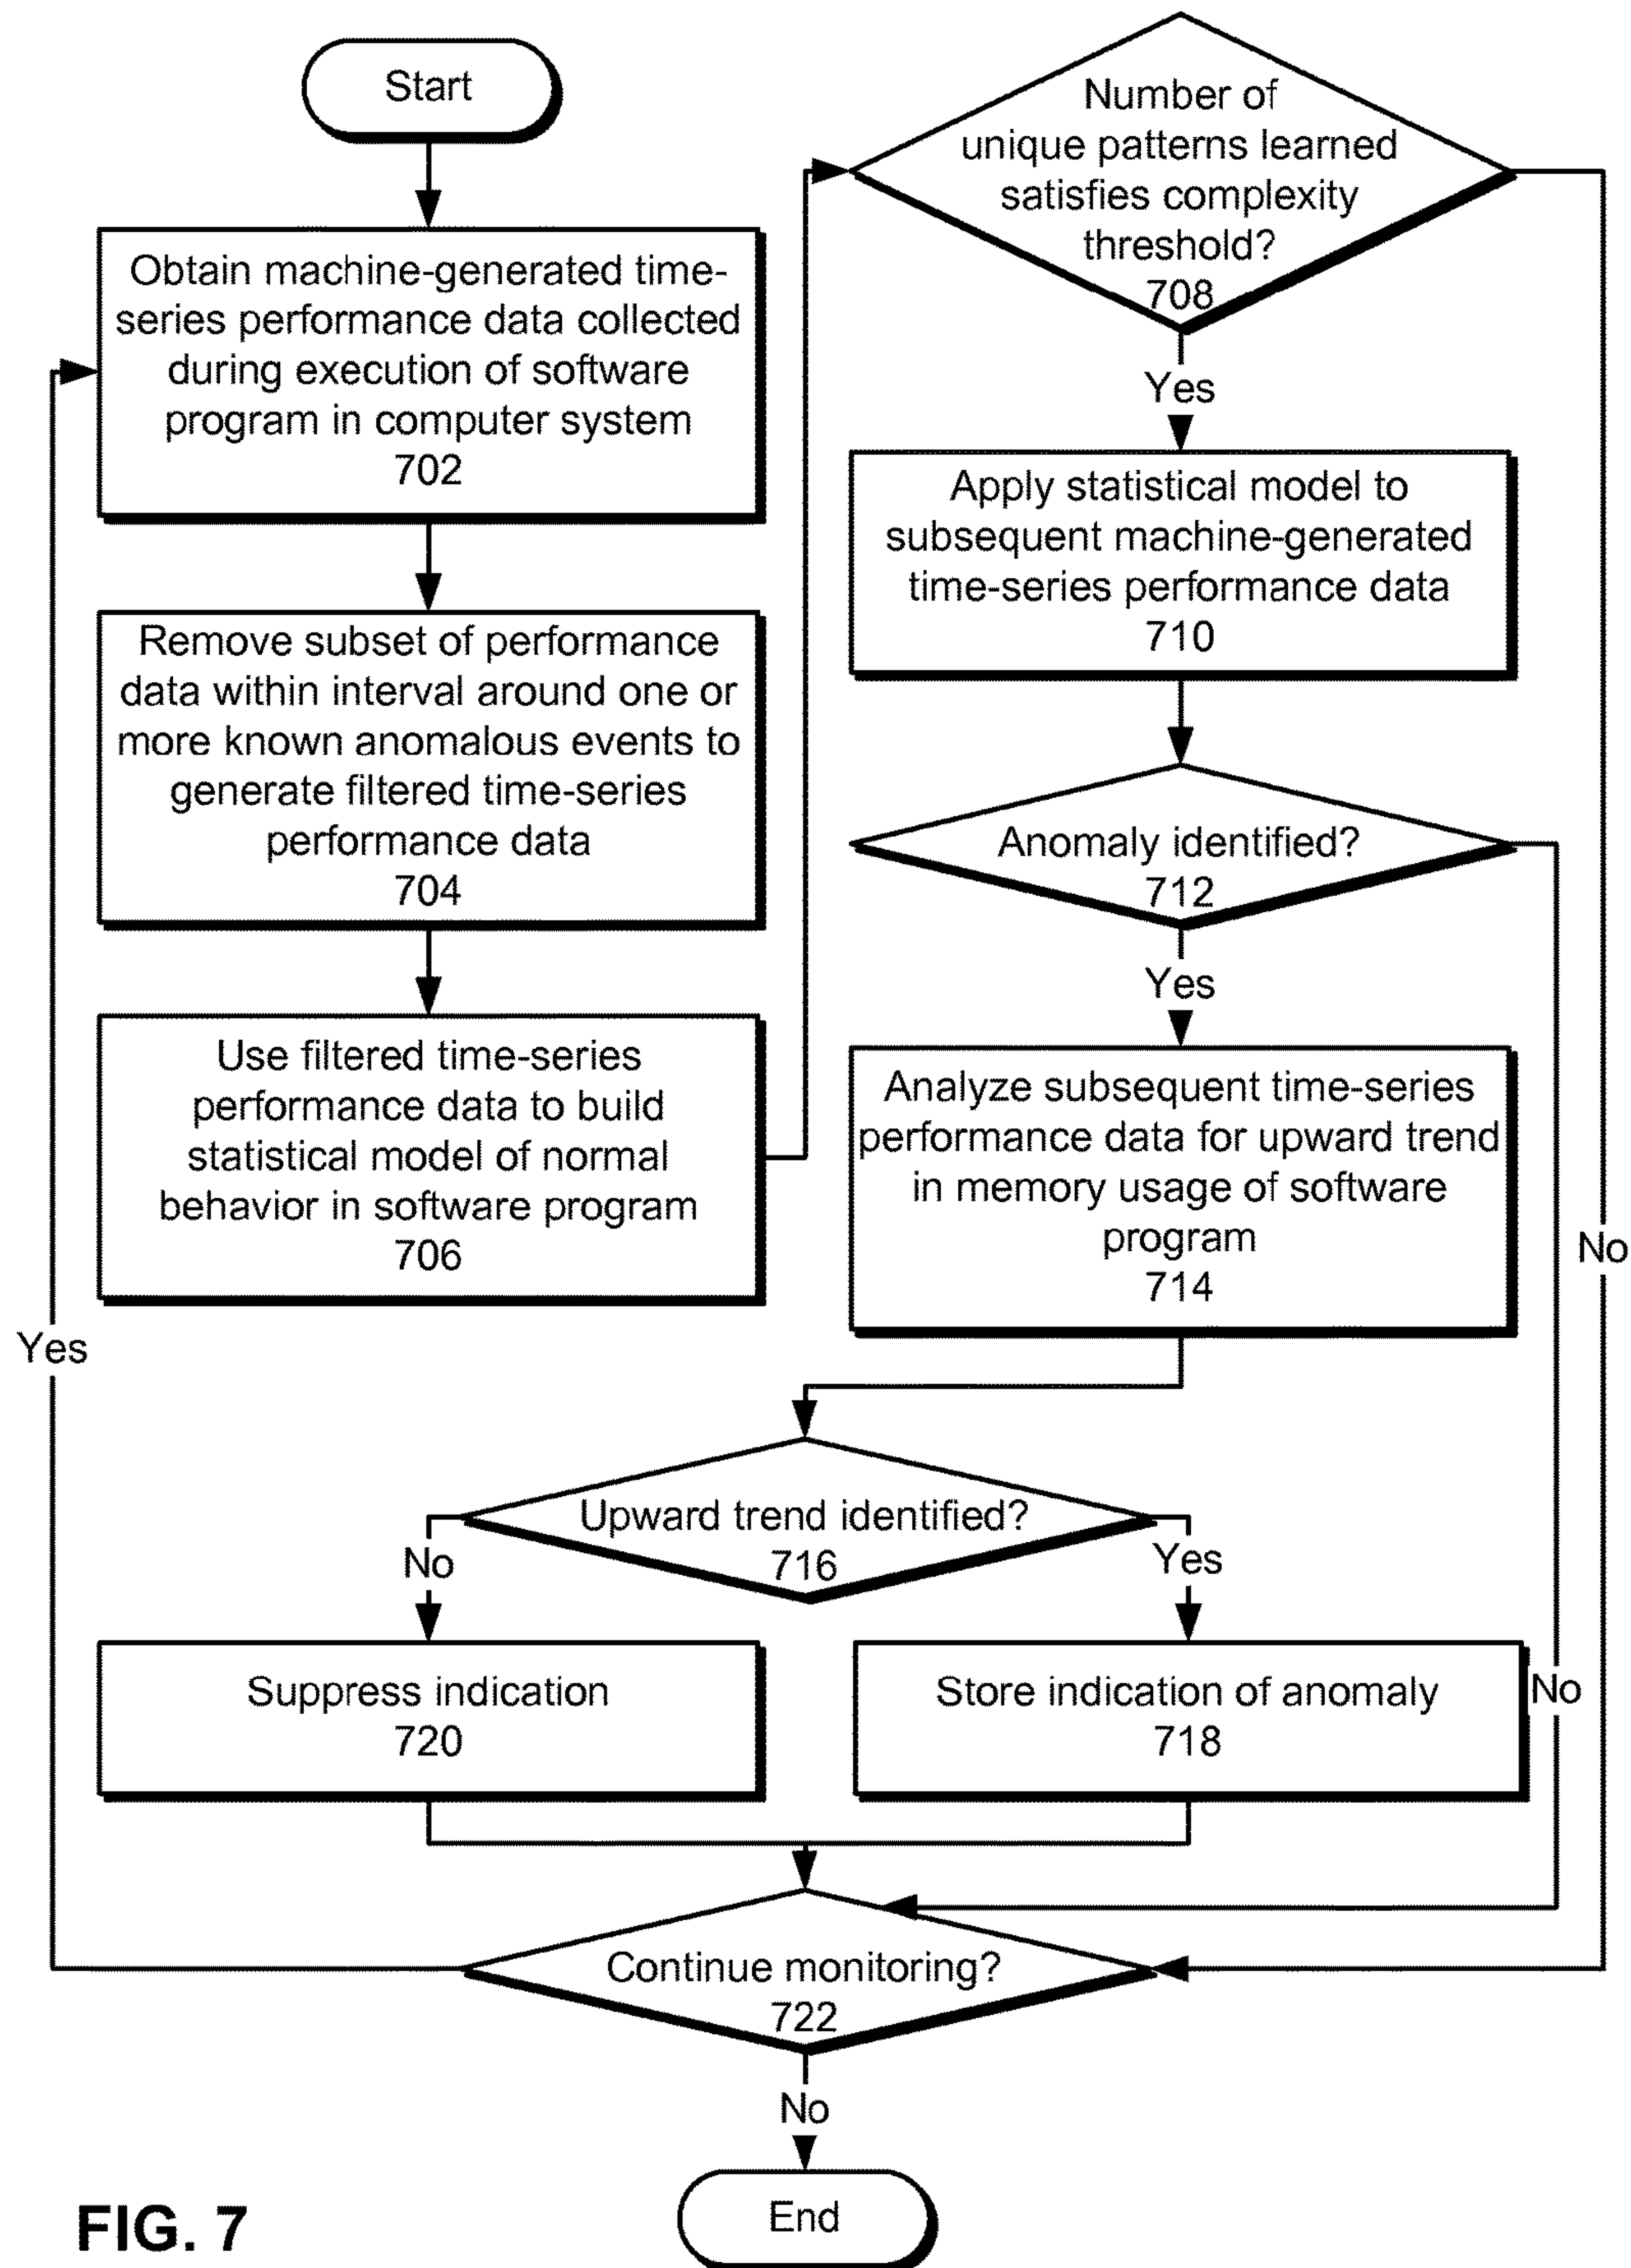 Start
Obtain machine-generated time-
series performance data collected
during execution of software
program in computer system
702
Remove subset of performance
data within interval around one or
more known anomalous events to
generate filtered time-series
performance data
704
Use filtered time-series
performance data to build
statistical model of normal
behavior in software program
706
Number of
unique patterns learned
satisfies complexity
threshold?
708
Yes
Apply statistical model to
subsequent machine-generated
time-series performance data
710
Anomaly identified?
712
Yes
Analyze subsequent time-series
performance data for upward trend
in memory usage of software
program
714
No
Yes
Upward trend identified?
716
No
Yes
Suppress indication
720
Store indication of anomaly
718
No
Continue monitoring?
722
No
End
FIG. 7